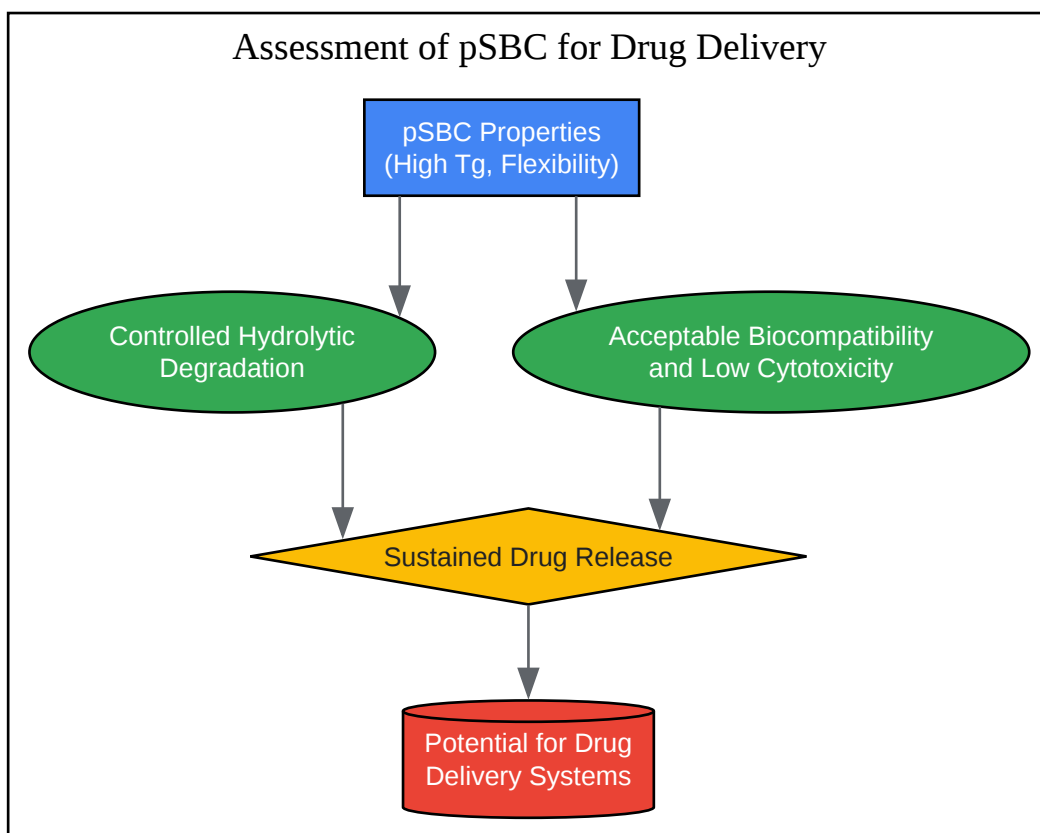 Assessment of pSBC for Drug Delivery
pSBC Properties
(High Tg, Flexibility)
Controlled Hydrolytic
Degradation
Acceptable Biocompatibility
and Low Cytotoxicity
Sustained Drug Release
Potential for Drug
Delivery Systems